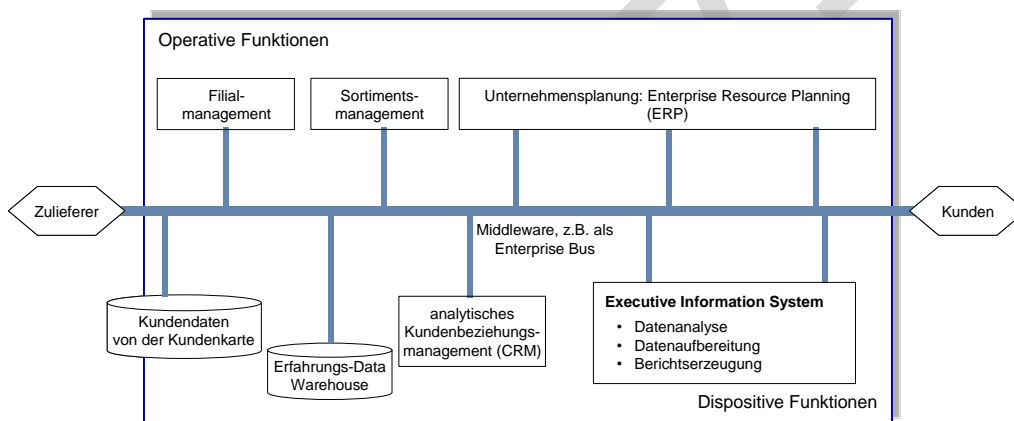 Operative Funktionen
Filial-
management
Sortiments-
management
Unternehmensplanung: Enterprise Resource Planning
(ERP)
Zulieferer
Kunden
Middleware, z.B. als
Enterprise Bus
Kundendaten
von der Kundenkarte
Erfahrungs-Data
Warehouse
analytisches
Kundenbeziehungs-
management (CRM)
Executive Information System
• Datenanalyse
• Datenaufbereitung
• Berichtserzeugung
Dispositive Funktionen